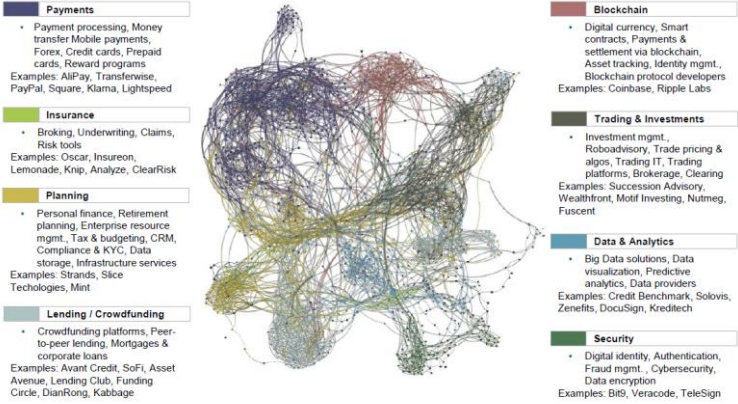 Payments
Payment processing, Money
transfer Mobile payments,
Forex, Credit cards, Prepaid
cards, Reward programs
Examples: AliPay, Transferwise,
PayPal, Square, Klarna, Lightspeed
Insurance
Broking, Underwriting, Claims,
Risk tools
Examples: Oscar, Insureon,
Lemonade, Knip, Analyze, ClearRisk
Planning
Personal finance, Retirement
planning, Enterprise resource
mgmt., Tax & budgeting, CRM,
Compliance & KYC, Data
storage, Infrastructure services
Examples: Strands, Slice
Techologies, Mint
Lending / Crowdfunding
Crowdfunding platforms, Peer-
to-peer lending, Mortgages &
corporate loans
Examples: Avant Credit, SoFi, Asset
Avenue, Lending Club, Funding
Circle, DianRong, Kabbage
Blockchain
Digital currency, Smart
contracts, Payments &
settlement via blockchain,
Asset tracking, Identity mgmt.,
Blockchain protocol developers
Examples: Coinbase, Ripple Labs
Trading & Investments
Investment mgmt.,
Roboadvisory, Trade pricing &
algos, Trading IT, Trading
platforms, Brokerage, Clearing
Examples: Succession Advisory,
Wealthfront, Motif Investing, Nutmeg,
Fuscent
Data & Analytics
Big Data solutions, Data
visualization, Predictive
analytics, Data providers
Examples: Credit Benchmark, Solovis,
Zenefits, DocuSign, Kreditech
Security
Digital identity, Authentication,
Fraud mgmt. , Cybersecurity,
Data encryption
Examples: Bit9, Veracode, TeleSign